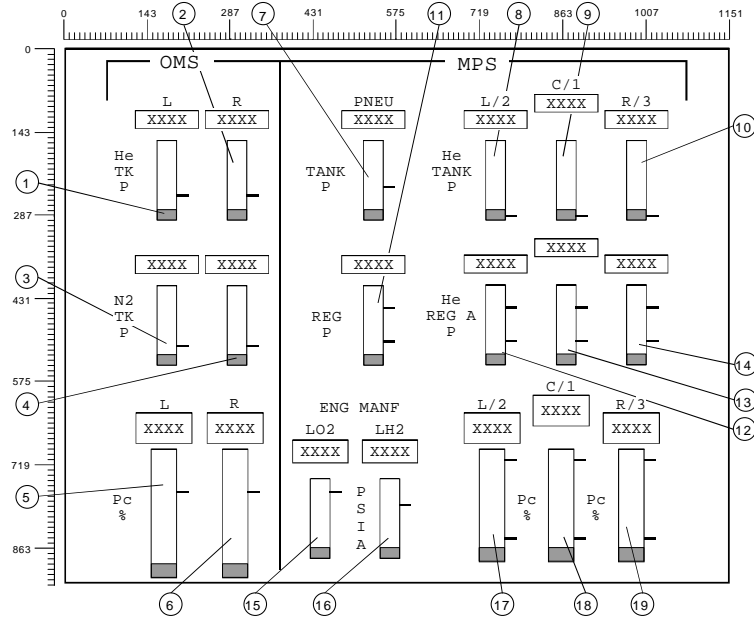 0 143 287 431 575 719 863 1007 1151
2 7 11 8 9
0
OMS MPS
C/1
L R PNEU L/2 R/3
XXXX
XXXX XXXX XXXX XXXX XXXX
10
143
He TANK He
TK P TANK
P P
1
287
XXXX
XXXX XXXX XXXX XXXX XXXX
3
431
N2 REG He
TK P REG A
P P
14
4
575
13
C/1
L R ENG MANF L/2 R/3
12
XXXX
XXXX XXXX LO2 LH2 XXXX XXXX
XXXX XXXX
719
5
Pc P Pc Pc
% S % %
I
A
863
6 15 16 17 18 19